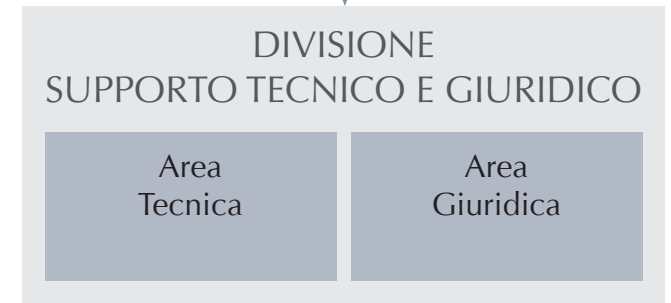 DIVISIONE
SUPPORTO TECNICO E GIURIDICO
Area
Tecnica
Area
Giuridica